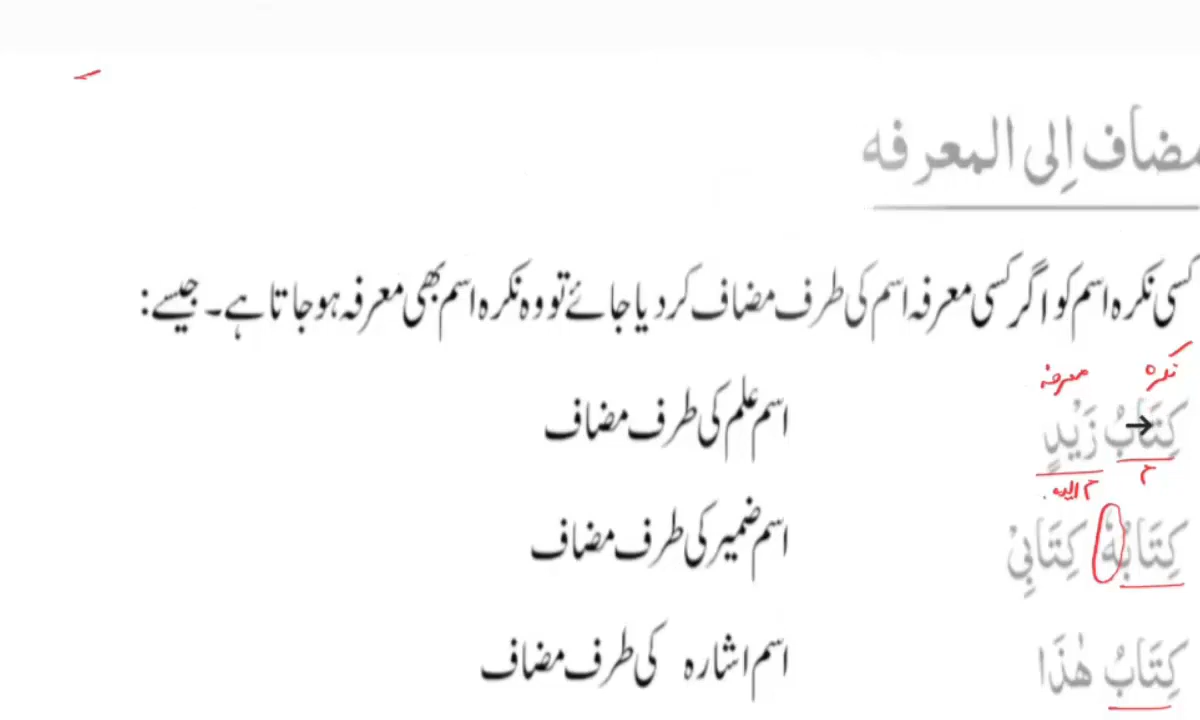 مضاف اِلی المعرفہ
کسی نکرہ اسم کو اگر کسی معرفہ اسم کی طرف مضاف کر دیا جائے تو وہ نکرہ اسم بھی معرفہ ہو جاتا ہے۔ جیسے:
نکرہ معرفہ
کِتَابُ زَیْدٍ اسم علم کی طرف مضاف
م م الیہ
کِتَابُہٗ کِتَابِیْ اسم ضمیر کی طرف مضاف
کِتَابُ ھٰذَا اسم اشارہ کی طرف مضاف